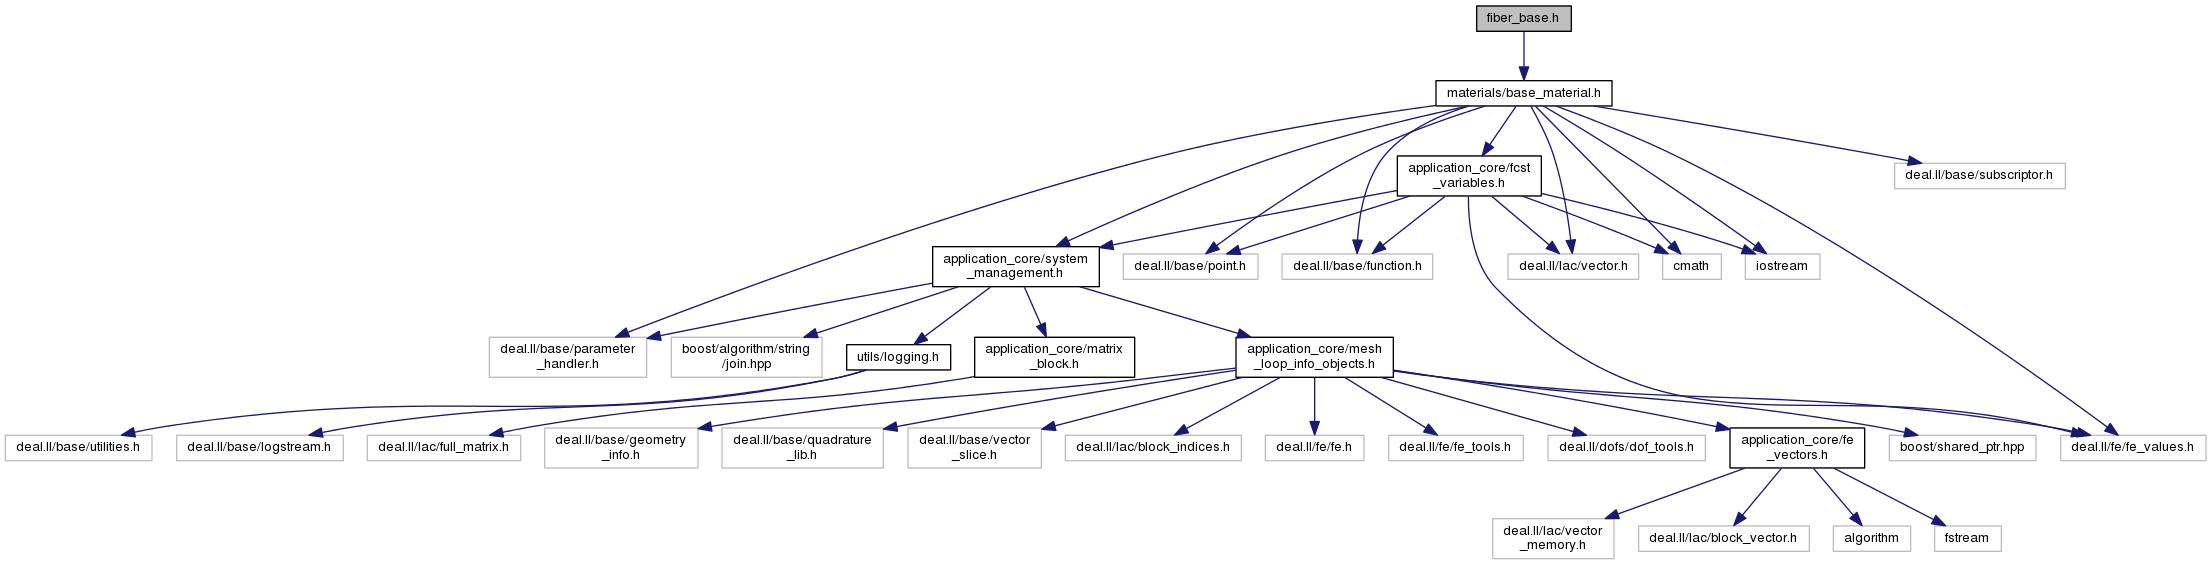 fiber_base.h
materials/base_material.h
application_core/fcst
_variables.h
deal.II/base/subscriptor.h
application_core/system
_management.h
deal.II/base/point.h
deal.II/base/function.h
deal.II/lac/vector.h
cmath
iostream
deal.II/base/parameter
_handler.h
boost/algorithm/string
/join.hpp
utils/logging.h
application_core/matrix
_block.h
application_core/mesh
_loop_info_objects.h
deal.II/base/utilities.h
deal.II/base/logstream.h
deal.II/lac/full_matrix.h
deal.II/base/geometry
_info.h
deal.II/base/quadrature
_lib.h
deal.II/base/vector
_slice.h
deal.II/lac/block_indices.h
deal.II/fe/fe.h
deal.II/fe/fe_tools.h
deal.II/dofs/dof_tools.h
application_core/fe
_vectors.h
boost/shared_ptr.hpp
deal.II/fe/fe_values.h
deal.II/lac/vector
_memory.h
deal.II/lac/block_vector.h
algorithm
fstream